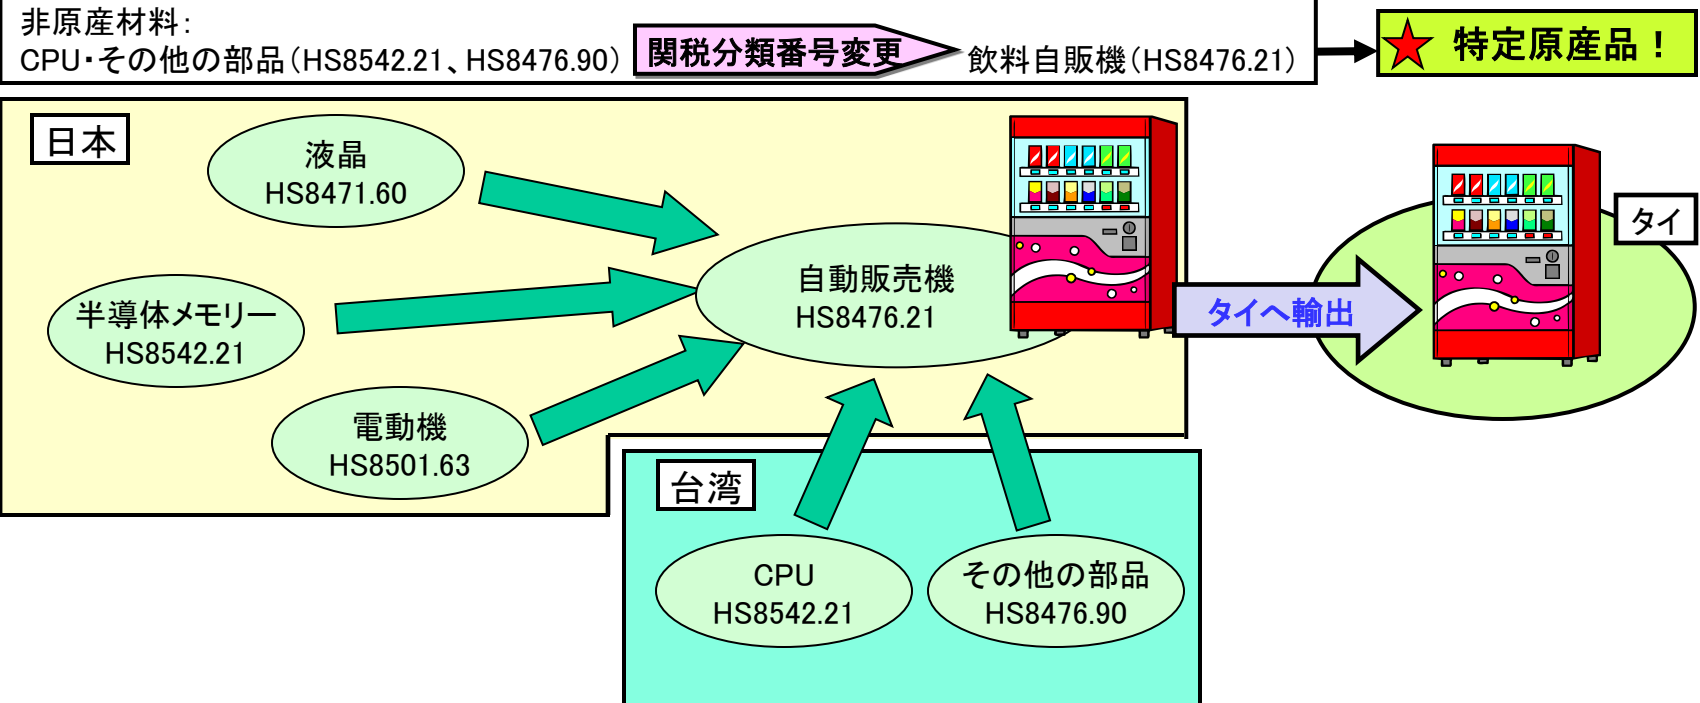 非原産材料:
CPU・その他の部品(HS8542.21、HS8476.90)
関税分類番号変更
飲料自販機(HS8476.21)
特定原産品！
日本
液晶
HS8471.60
半導体メモリー
HS8542.21
電動機
HS8501.63
自動販売機
HS8476.21
タイへ輸出
タイ
台湾
CPU
HS8542.21
その他の部品
HS8476.90